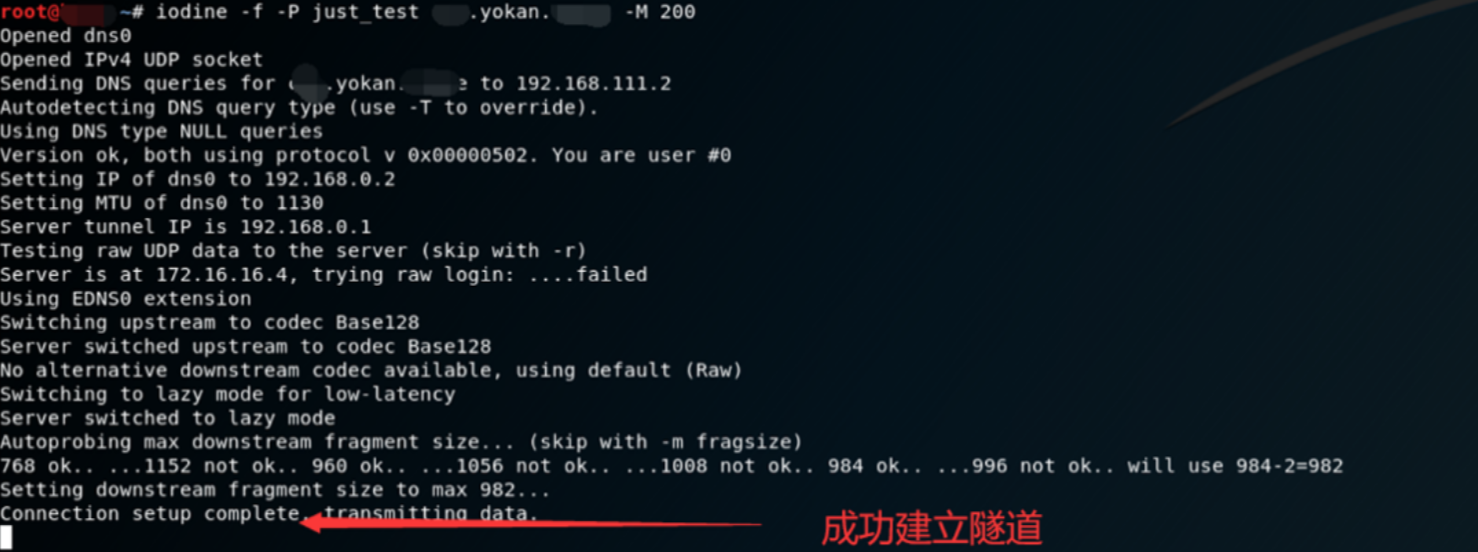 root@ ~# iodine -f -P just_test .yokan. -M 200
Opened dns0
Opened IPv4 UDP socket
Sending DNS queries for .yokan. e to 192.168.111.2
Autodetecting DNS query type (use -T to override).
Using DNS type NULL queries
Version ok, both using protocol v 0x00000502. You are user #0
Setting IP of dns0 to 192.168.0.2
Setting MTU of dns0 to 1130
Server tunnel IP is 192.168.0.1
Testing raw UDP data to the server (skip with -r)
Server is at 172.16.16.4, trying raw login: ....failed
Using EDNS0 extension
Switching upstream to codec Base128
Server switched upstream to codec Base128
No alternative downstream codec available, using default (Raw)
Switching to lazy mode for low-latency
Server switched to lazy mode
Autoprobing max downstream fragment size... (skip with -m fragsize)
768 ok.. ...1152 not ok.. 960 ok.. ...1056 not ok.. ...1008 not ok.. 984 ok.. ...996 not ok.. will use 984-2=982
Setting downstream fragment size to max 982...
Connection setup complete, transmitting data.
成功建立隧道